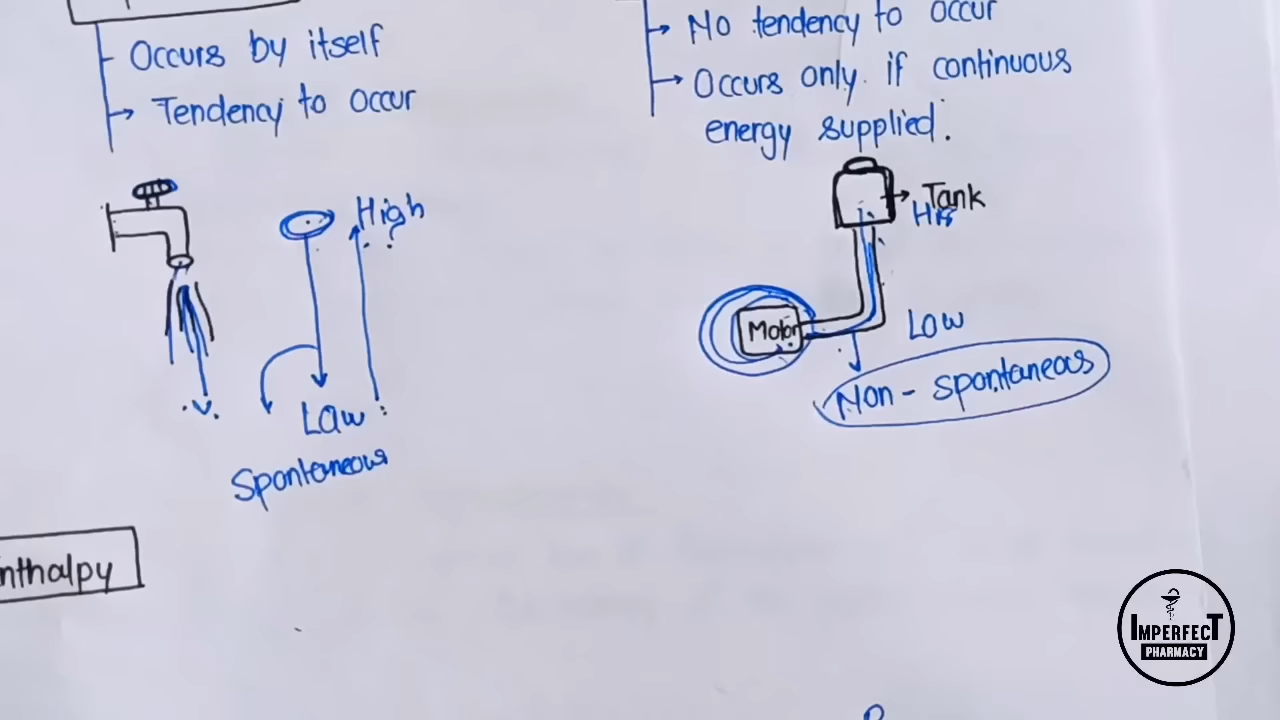 Occurs by itself
→ Tendency to occur
→ No tendency to occur
→ Occurs only if continuous
energy supplied.
High
?
Low
Spontaneous
Tank
Motor
Low
Non - spontaneous
nthalpy
IMPERFECT
PHARMACY